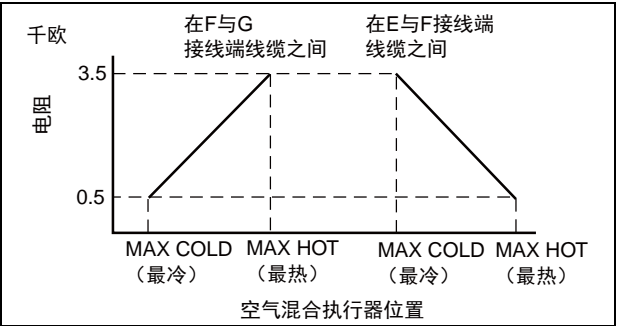 千欧
在F与G
接线端线缆之间
在E与F接线端
线缆之间
3.5
电阻
0.5
MAX COLD
（最冷）
MAX HOT
（最热）
MAX COLD
（最冷）
MAX HOT
（最热）
空气混合执行器位置